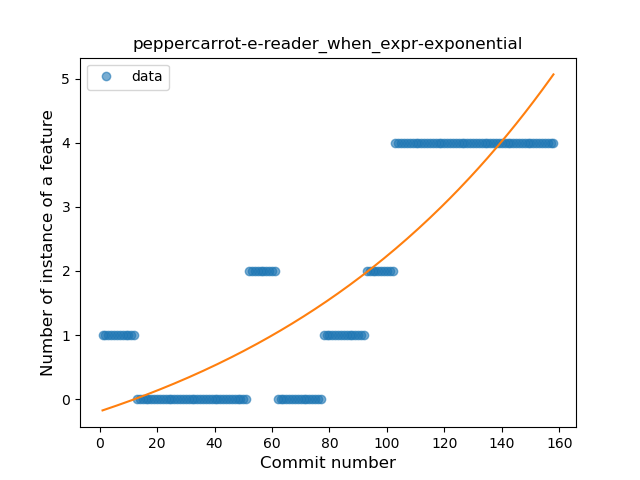 peppercarrot-e-reader_when_expr-exponential
data
Number of instance of a feature
5
4
3
2
1
0
0 20 40 60 80 100 120 140 160
Commit number